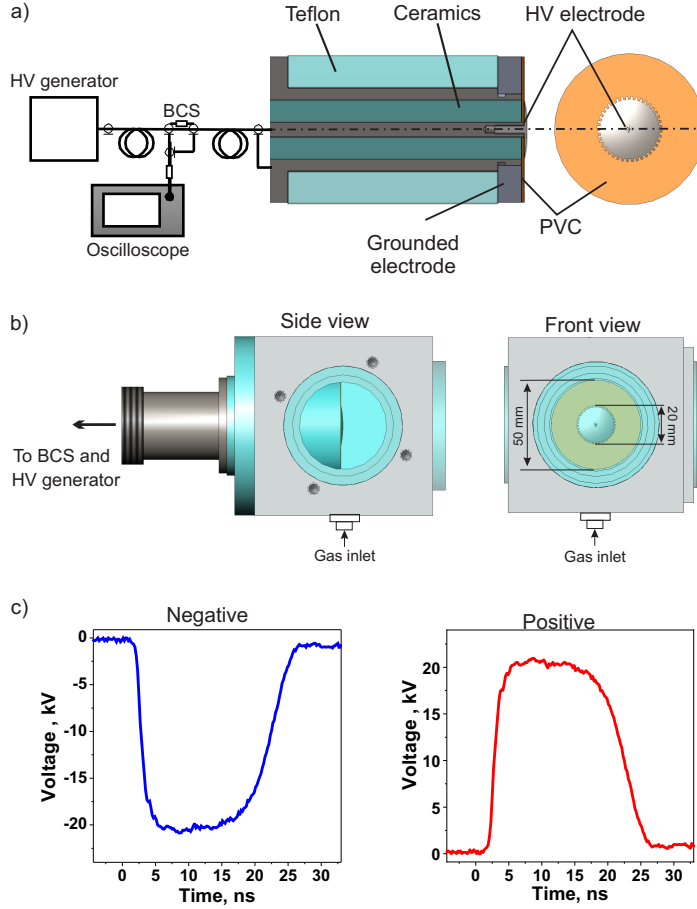 a)
Teflon
Ceramics
HV electrode
HV generator
BCS
Oscilloscope
Grounded
electrode
PVC
b)
Side view
Front view
50 mm
20 mm
To BCS and
HV generator
Gas inlet
Gas inlet
c)
Negative
Positive
Voltage , kV
0
-5
-10
-15
-20
0 5 10 15 20 25 30
Time, ns
Voltage , kV
20
15
10
5
0
0 5 10 15 20 25 30
Time, ns